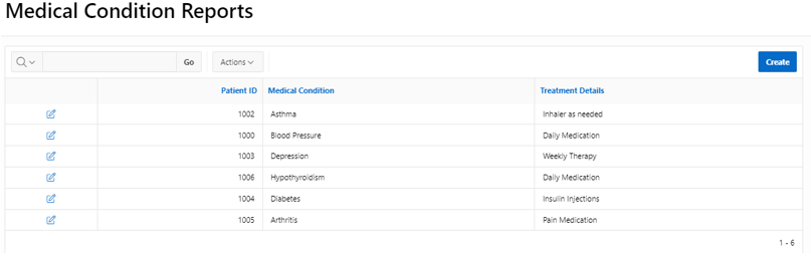 Medical Condition Reports
Go Actions Create
Patient ID Medical Condition Treatment Details
1002 Asthma Inhaler as needed
1000 Blood Pressure Daily Medication
1003 Depression Weekly Therapy
1006 Hypothyroidism Daily Medication
1004 Diabetes Insulin Injections
1005 Arthritis Pain Medication
1 - 6